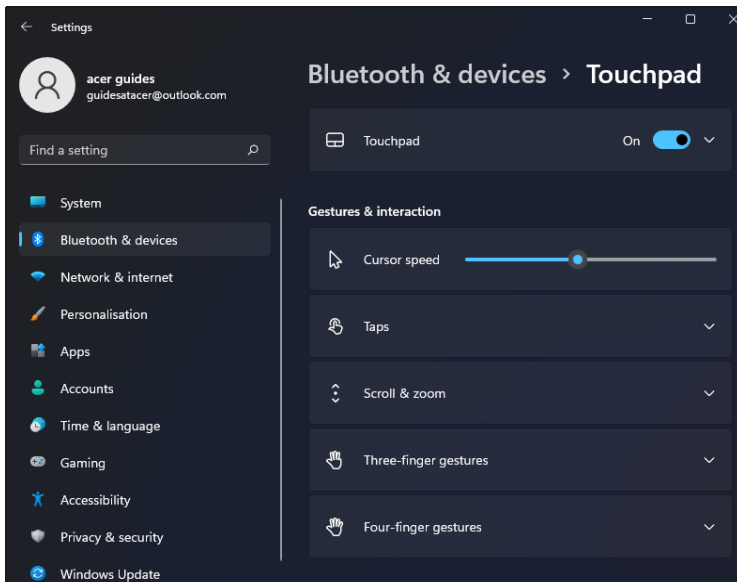 Settings
acer guides
guidesatacer@outlook.com
Find a setting
System
Bluetooth & devices
Network & internet
Personalisation
Apps
Accounts
Time & language
Gaming
Accessibility
Privacy & security
Windows Update
Bluetooth & devices > Touchpad
Touchpad On
Gestures & interaction
Cursor speed
Taps
Scroll & zoom
Three-finger gestures
Four-finger gestures